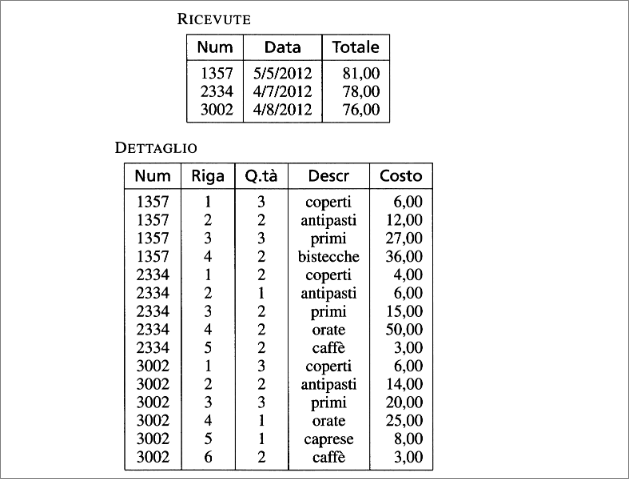 RICEVUTE
Num Data Totale
1357 5/5/2012 81,00
2334 4/7/2012 78,00
3002 4/8/2012 76,00
DETTAGLIO
Num Riga Q.tà Descr Costo
1357 1 3 coperti 6,00
1357 2 2 antipasti 12,00
1357 3 3 primi 27,00
1357 4 2 bistecche 36,00
2334 1 2 coperti 4,00
2334 2 1 antipasti 6,00
2334 3 2 primi 15,00
2334 4 2 orate 50,00
2334 5 2 caffè 3,00
3002 1 3 coperti 6,00
3002 2 2 antipasti 14,00
3002 3 3 primi 20,00
3002 4 1 orate 25,00
3002 5 1 caprese 8,00
3002 6 2 caffè 3,00